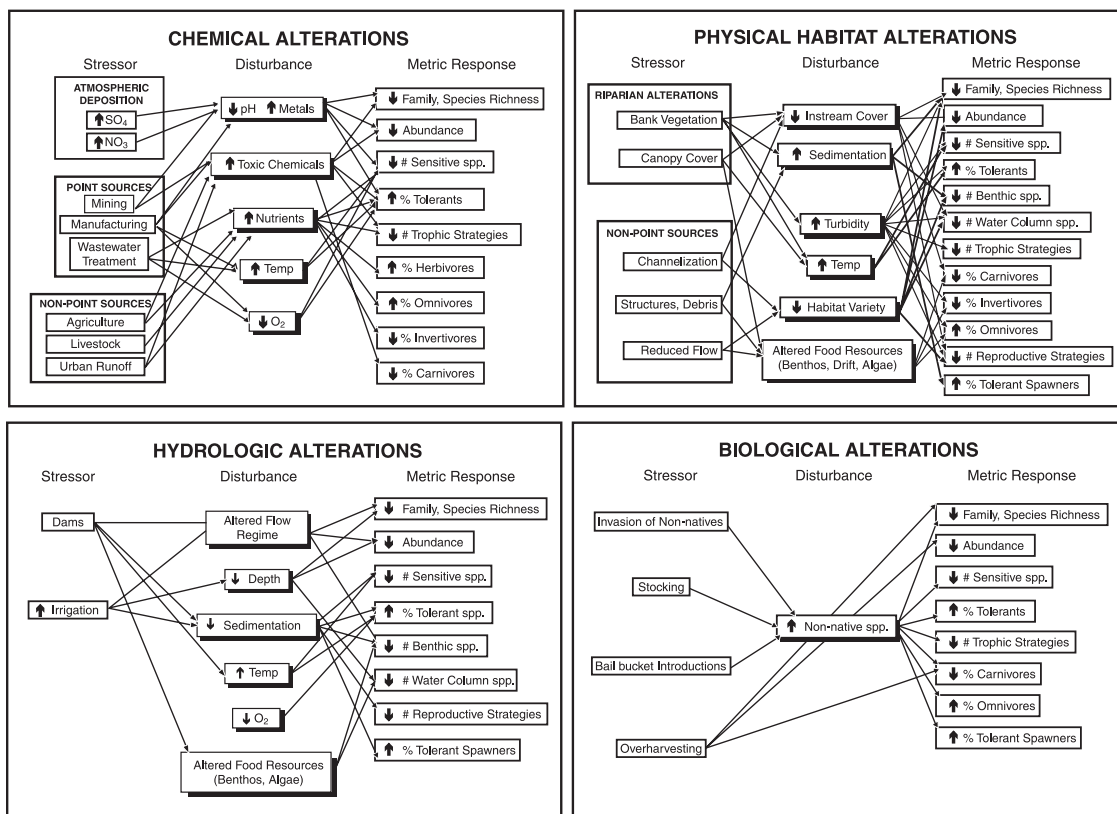 CHEMICAL ALTERATIONS
Stressor
Disturbance
Metric Response
ATMOSPHERIC
DEPOSITION
SO4
NO3
POINT SOURCES
Mining
Manufacturing
Wastewater
Treatment
NON-POINT SOURCES
Agriculture
Livestock
Urban Runoff
pH Metals
Toxic Chemicals
Nutrients
Temp
O2
Family, Species Richness
Abundance
# Sensitive spp.
% Tolerants
# Trophic Strategies
% Herbivores
% Omnivores
% Invertivores
% Carnivores
PHYSICAL HABITAT ALTERATIONS
Stressor
Disturbance
Metric Response
RIPARIAN ALTERATIONS
Bank Vegetation
Canopy Cover
NON-POINT SOURCES
Channelization
Structures, Debris
Reduced Flow
Instream Cover
Sedimentation
Turbidity
Temp
Habitat Variety
Altered Food Resources
(Benthos, Drift, Algae)
Family, Species Richness
Abundance
# Sensitive spp.
% Tolerants
# Benthic spp.
# Water Column spp.
# Trophic Strategies
% Carnivores
% Invertivores
% Omnivores
# Reproductive Strategies
% Tolerant Spawners
HYDROLOGIC ALTERATIONS
Stressor
Disturbance
Metric Response
Dams
Irrigation
Altered Flow
Regime
Depth
Sedimentation
Temp
O2
Altered Food Resources
(Benthos, Algae)
Family, Species Richness
Abundance
# Sensitive spp.
% Tolerant spp.
# Benthic spp.
# Water Column spp.
# Reproductive Strategies
% Tolerant Spawners
BIOLOGICAL ALTERATIONS
Stressor
Disturbance
Metric Response
Invasion of Non-natives
Stocking
Bail bucket Introductions
Overharvesting
Non-native spp.
Family, Species Richness
Abundance
# Sensitive spp.
% Tolerants
# Trophic Strategies
% Carnivores
% Omnivores
% Tolerant Spawners